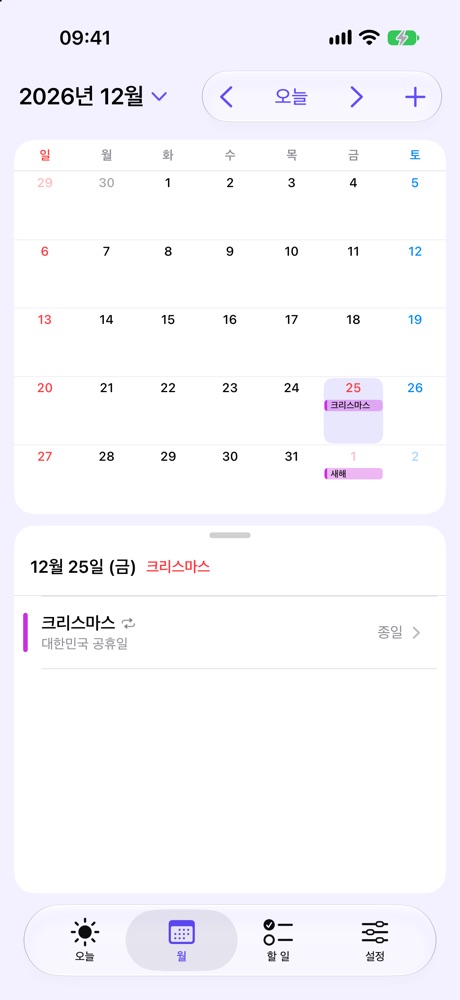 09:41
2026년 12월
오늘
일 월 화 수 목 금 토
29 30 1 2 3 4 5
6 7 8 9 10 11 12
13 14 15 16 17 18 19
20 21 22 23 24 25 26
크리스마스
27 28 29 30 31 1 2
새해
12월 25일 (금) 크리스마스
크리스마스
대한민국 공휴일
종일
오늘 월 할 일 설정